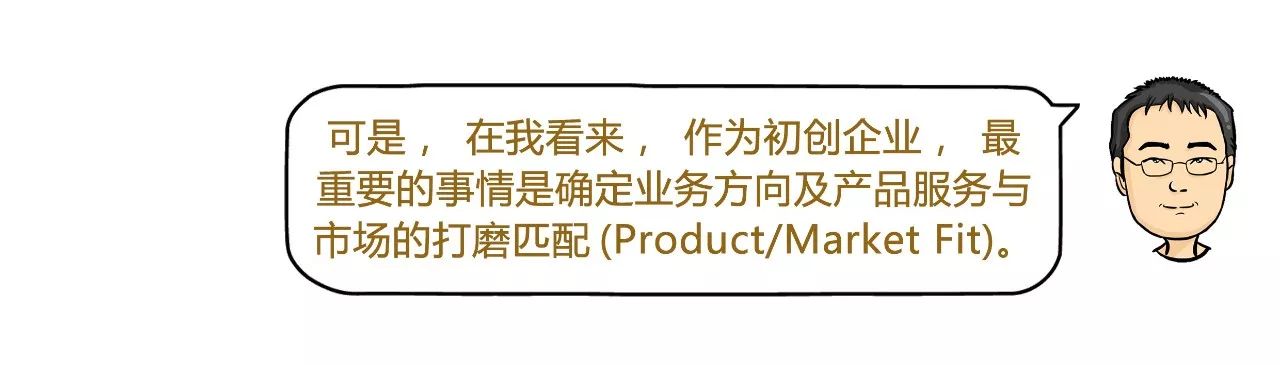 可是， 在我看来， 作为初创企业， 最
重要的事情是确定业务方向及产品服务与
市场的打磨匹配 (Product/Market Fit)。